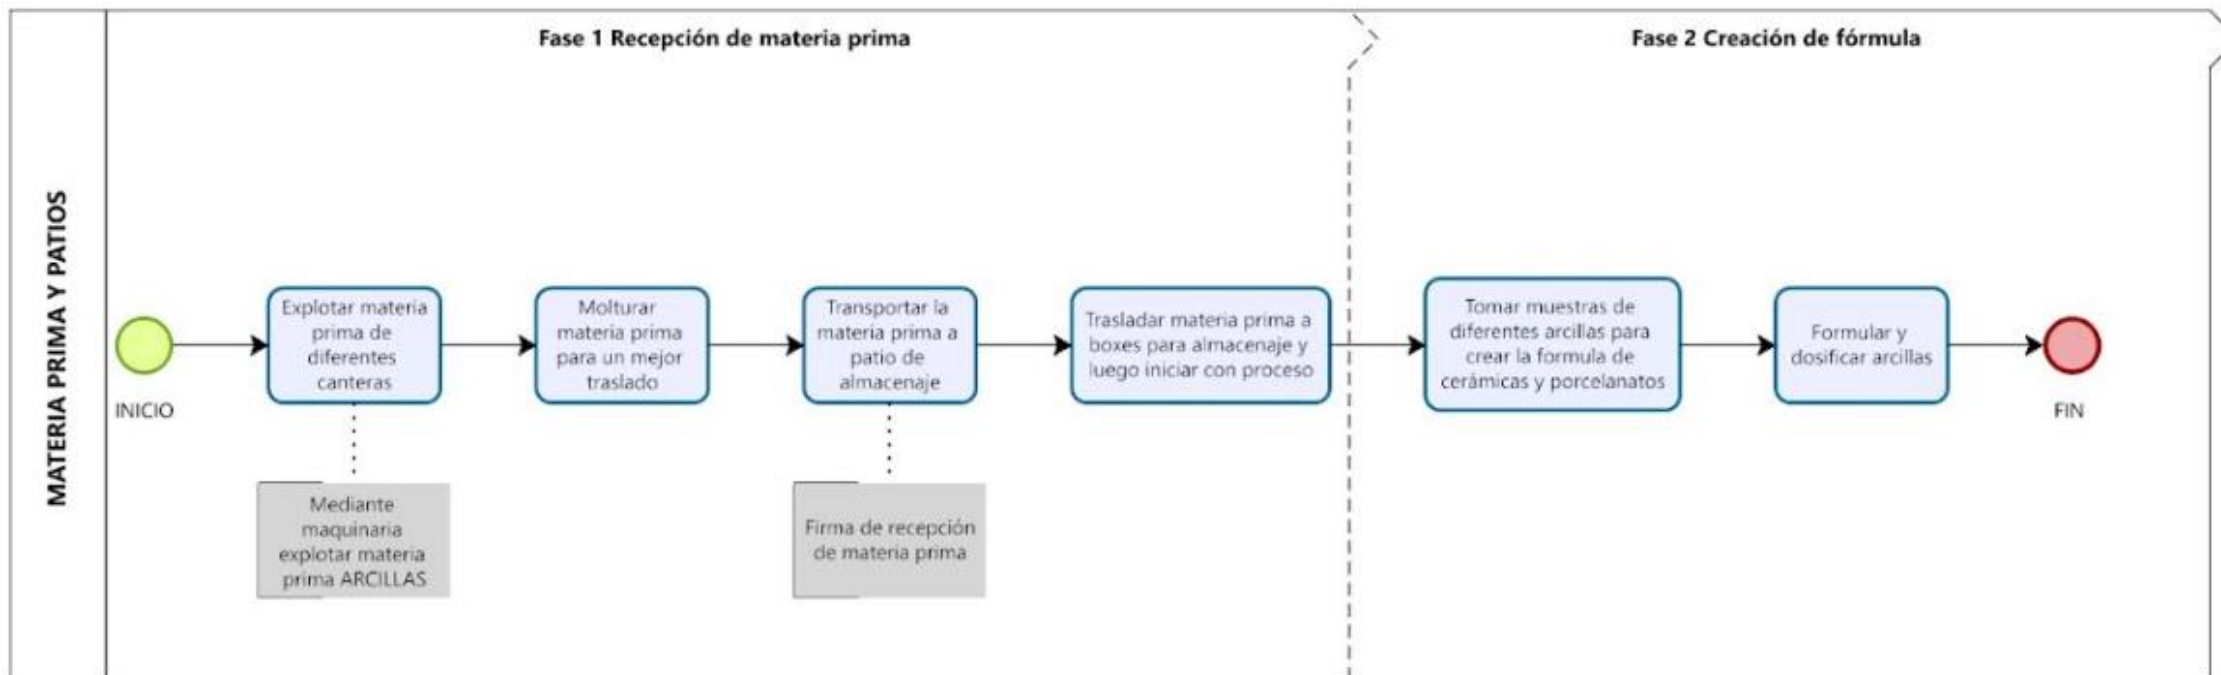 Fase 1 Recepción de materia prima
Fase 2 Creación de fórmula
MATERIA PRIMA Y PATIOS
INICIO
Explotar materia
prima de
diferentes
canteras
Molturar
materia prima
para un mejor
traslado
Transportar la
materia prima a
patio de
almacenaje
Trasladar materia prima a
boxes para almacenaje y
luego iniciar con proceso
Tomar muestras de
diferentes arcillas para
crear la formula de
cerámicas y porcelanatos
Formular y
dosificar arcillas
FIN
Mediante
maquinaria
explotar materia
prima ARCILLAS
Firma de recepción
de materia prima